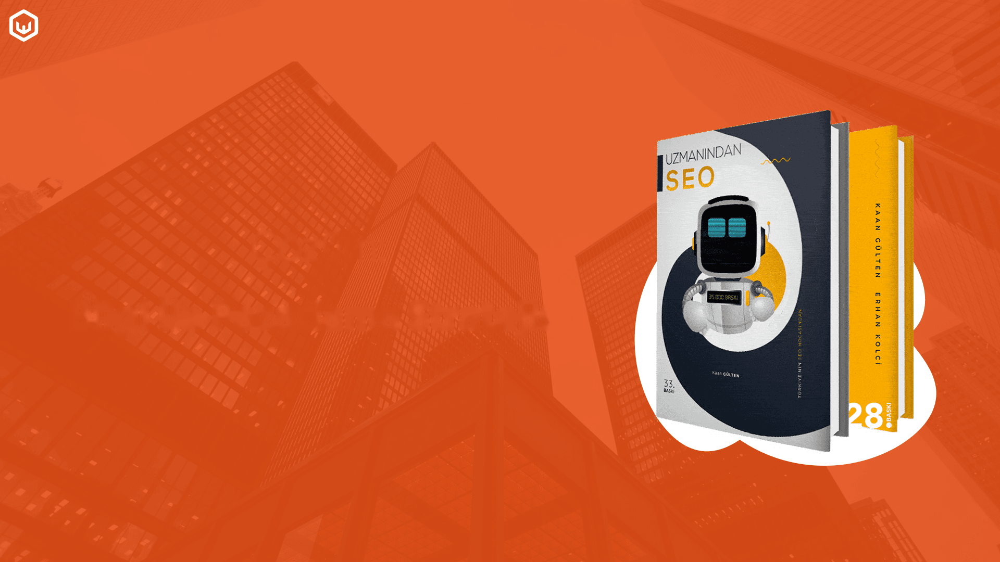 UZMANINDAN
SEO
35.000 BASKI
Kaan GÜLTEN
33.
BASKI
TÜRKİYE'NİN SEO HOCASINDAN
KAAN GÜLTEN ERHAN KOLCİ
28.
BASKI